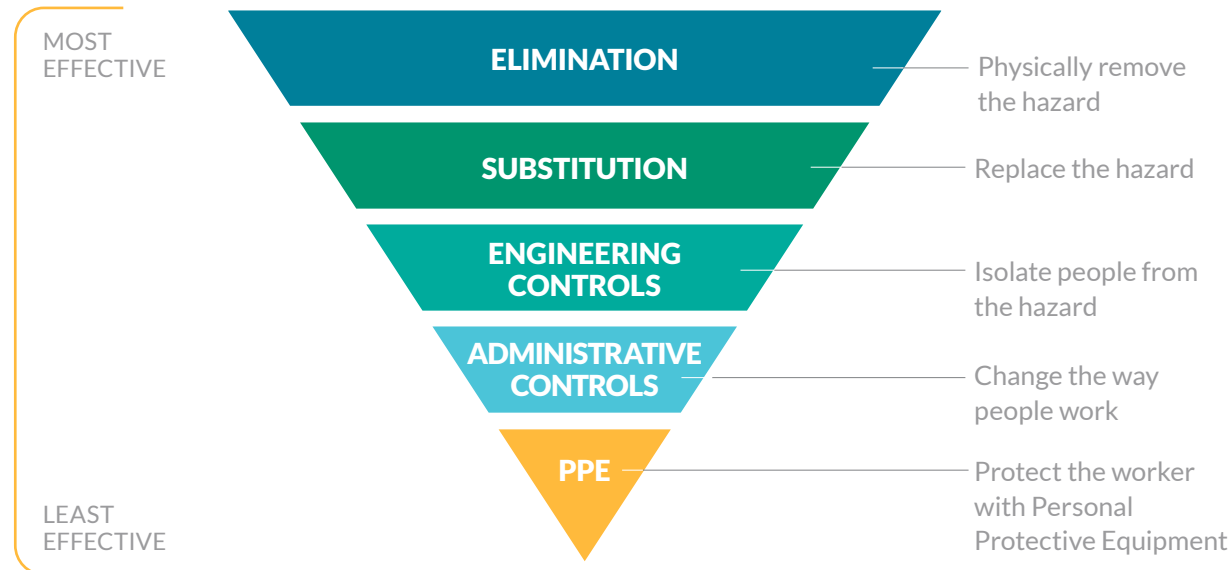 MOST
EFFECTIVE
ELIMINATION
Physically remove
the hazard
SUBSTITUTION
Replace the hazard
ENGINEERING
CONTROLS
Isolate people from
the hazard
ADMINISTRATIVE
CONTROLS
Change the way
people work
PPE
Protect the worker
with Personal
Protective Equipment
LEAST
EFFECTIVE